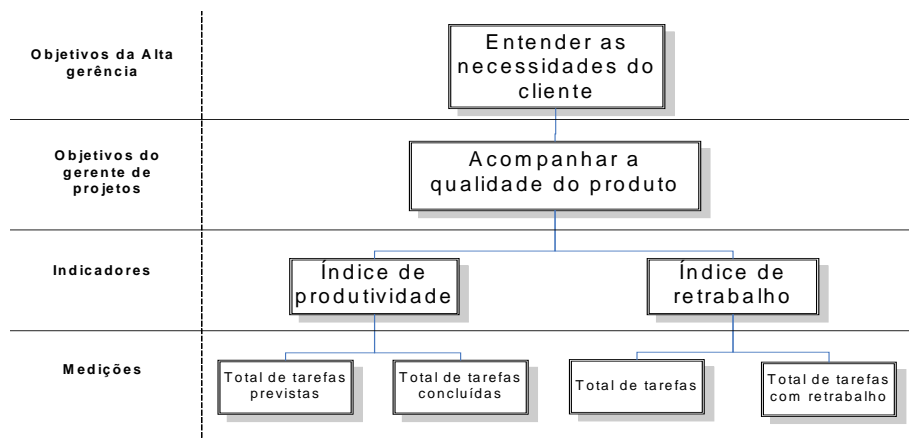 Objetivos da Alta
gerência
Entender as
necessidades do
cliente
Objetivos do
gerente de
projetos
Acompanhar a
qualidade do produto
Indicadores
Índice de
produtividade
Índice de
retrabalho
Medições
Total de tarefas
previstas
Total de tarefas
concluídas
Total de tarefas
Total de tarefas
com retrabalho